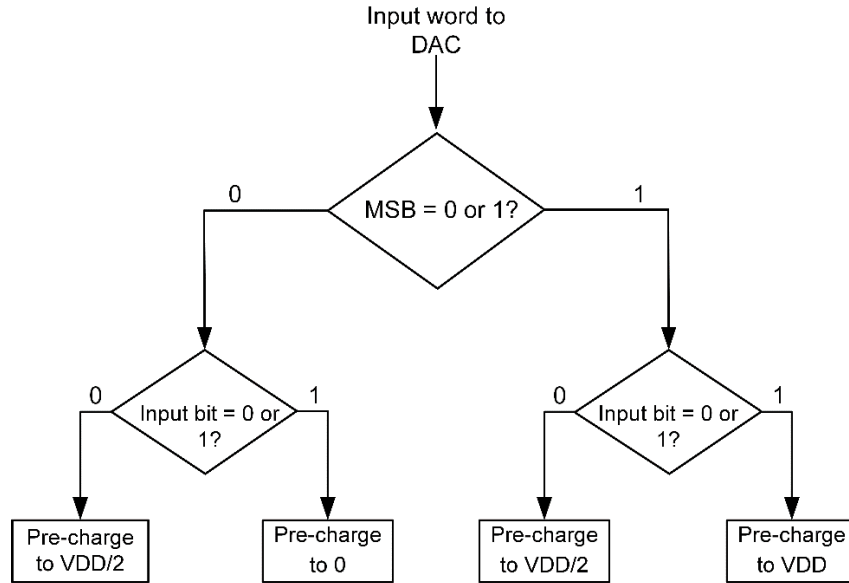 Input word to
DAC
MSB = 0 or 1?
0
1
Input bit = 0 or
1?
0
1
Input bit = 0 or
1?
0
1
Pre-charge
to VDD/2
Pre-charge
to 0
Pre-charge
to VDD/2
Pre-charge
to VDD